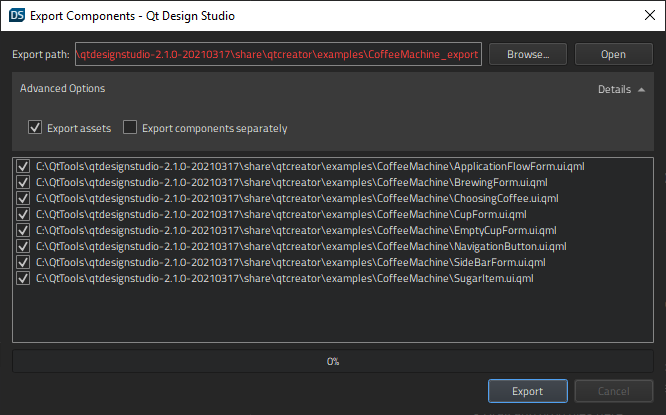 DS Export Components - Qt Design Studio
Export path: \qtdesignstudio-2.1.0-20210317\share\qtcreator\examples\CoffeeMachine_export Browse... Open
Advanced Options Details
Export assets Export components separately
C:\QtTools\qtdesignstudio-2.1.0-20210317\share\qtcreator\examples\CoffeeMachine\ApplicationFlowForm.ui.qml
C:\QtTools\qtdesignstudio-2.1.0-20210317\share\qtcreator\examples\CoffeeMachine\BrewingForm.ui.qml
C:\QtTools\qtdesignstudio-2.1.0-20210317\share\qtcreator\examples\CoffeeMachine\ChoosingCoffee.ui.qml
C:\QtTools\qtdesignstudio-2.1.0-20210317\share\qtcreator\examples\CoffeeMachine\CupForm.ui.qml
C:\QtTools\qtdesignstudio-2.1.0-20210317\share\qtcreator\examples\CoffeeMachine\EmptyCupForm.ui.qml
C:\QtTools\qtdesignstudio-2.1.0-20210317\share\qtcreator\examples\CoffeeMachine\NavigationButton.ui.qml
C:\QtTools\qtdesignstudio-2.1.0-20210317\share\qtcreator\examples\CoffeeMachine\SideBarForm.ui.qml
C:\QtTools\qtdesignstudio-2.1.0-20210317\share\qtcreator\examples\CoffeeMachine\SugarItem.ui.qml
0%
Export Cancel